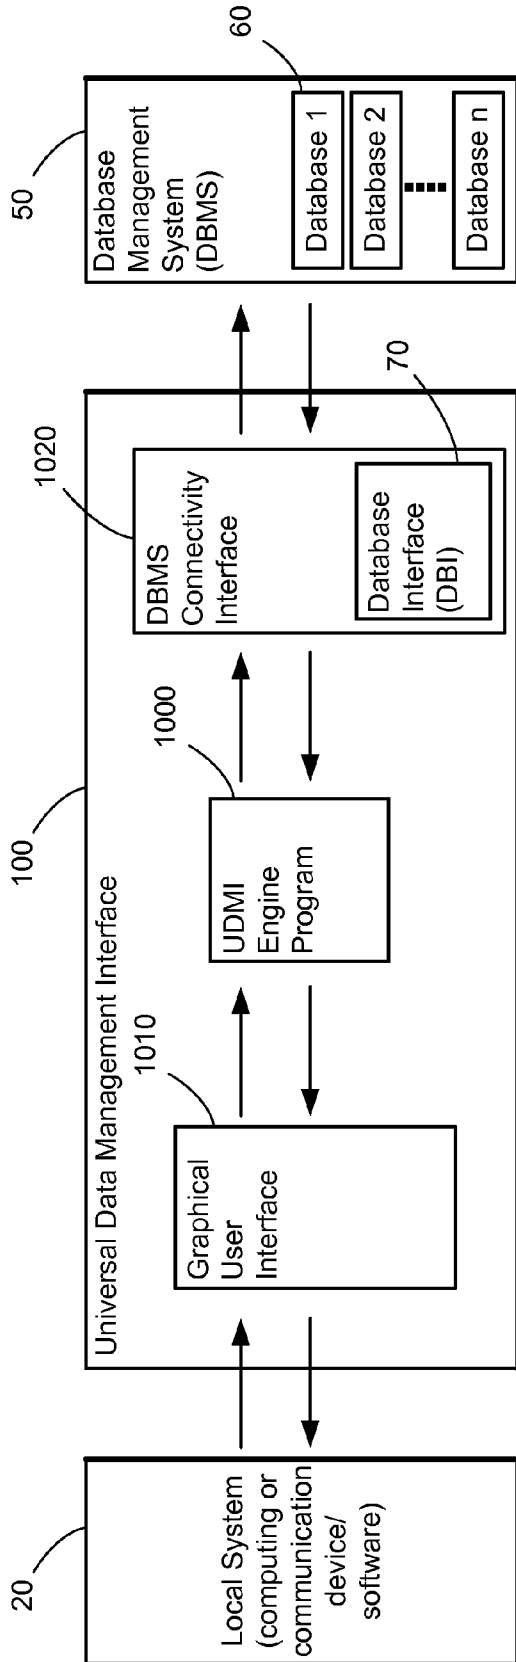 20
Local System
(computing or
communication
device/
software)
100
Universal Data Management Interface
1010
Graphical
User
Interface
1000
UDMI
Engine
Program
1020
DBMS
Connectivity
Interface
70
Database
Interface
(DBI)
50
Database
Management
System
(DBMS)
60
Database 1
Database 2
Database n